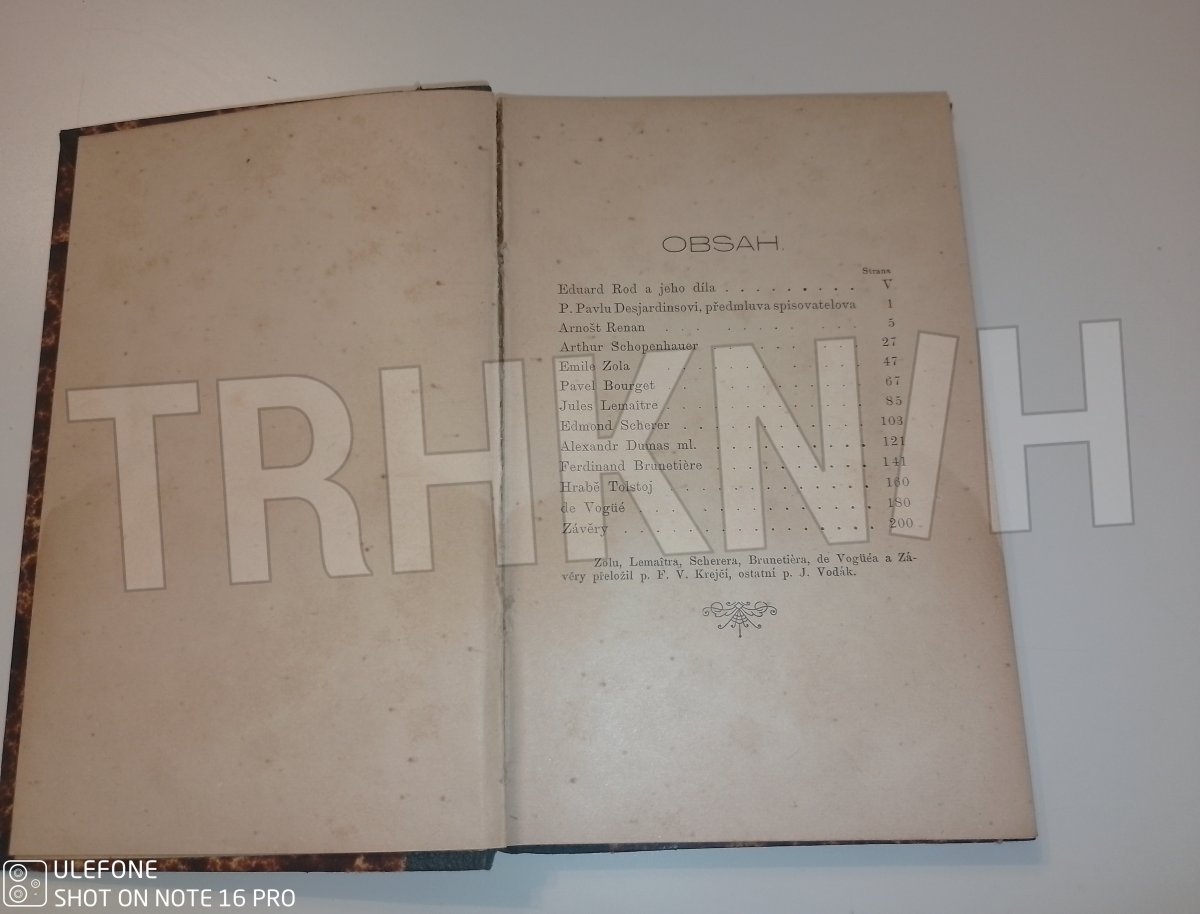 OBSAH.
Strana
Eduard Rod a jeho díla . . . . . . . . . V
P. Pavlu Desjardinsovi, předmluva spisovatelova 1
Arnošt Renan . . . . . . . . . . 5
Arthur Schopenhauer . . . . . . . . 27
Emile Zola . . . . . . . . . . 47
Pavel Bourget . . . . . . . . . . 67
Jules Lemaître . . . . . . . . . . 85
Edmond Scherer . . . . . . . . . 103
Alexandr Dumas ml. . . . . . . . . 121
Ferdinand Brunetière . . . . . . . . 141
Hrabě Tolstoj . . . . . . . . . . 160
de Vogüé . . . . . . . . . . . 180
Závěry . . . . . . . . . . . . 200
Zolu, Lemaîtra, Scherera, Brunetièra, de Vogüéa a Zá-
věry přeložil p. F. V. Krejčí, ostatní p. J. Vodák.
TRHKNIH
ULEFONE
SHOT ON NOTE 16 PRO